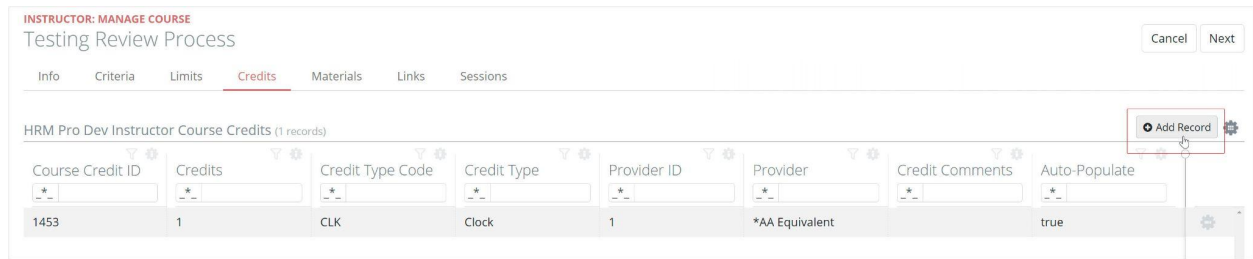 INSTRUCTOR: MANAGE COURSE
Testing Review Process
Cancel Next
Info Criteria Limits Credits Materials Links Sessions
HRM Pro Dev Instructor Course Credits (1 records)
Add Record
Course Credit ID Credits Credit Type Code Credit Type Provider ID Provider Credit Comments Auto-Populate
_*_ _*_ _*_ _*_ _*_ _*_ _*_ _*_
1453 1 CLK Clock 1 *AA Equivalent true